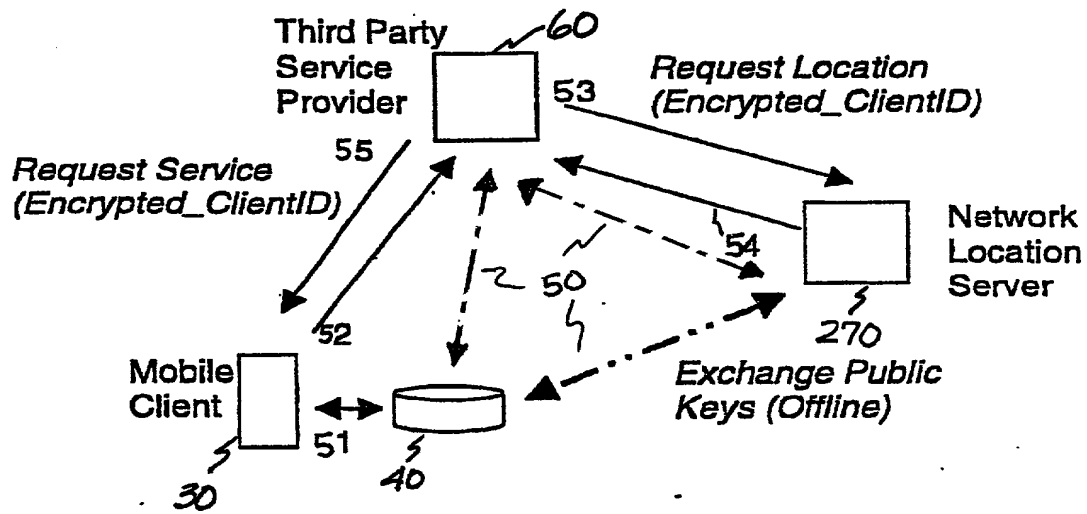 Third Party
Service
Provider
60
53
Request Location
(Encrypted_ClientID)
55
Request Service
(Encrypted_ClientID)
54
Network
Location
Server
50
52
270
Mobile
Client
51
Exchange Public
Keys (Offline)
30
40